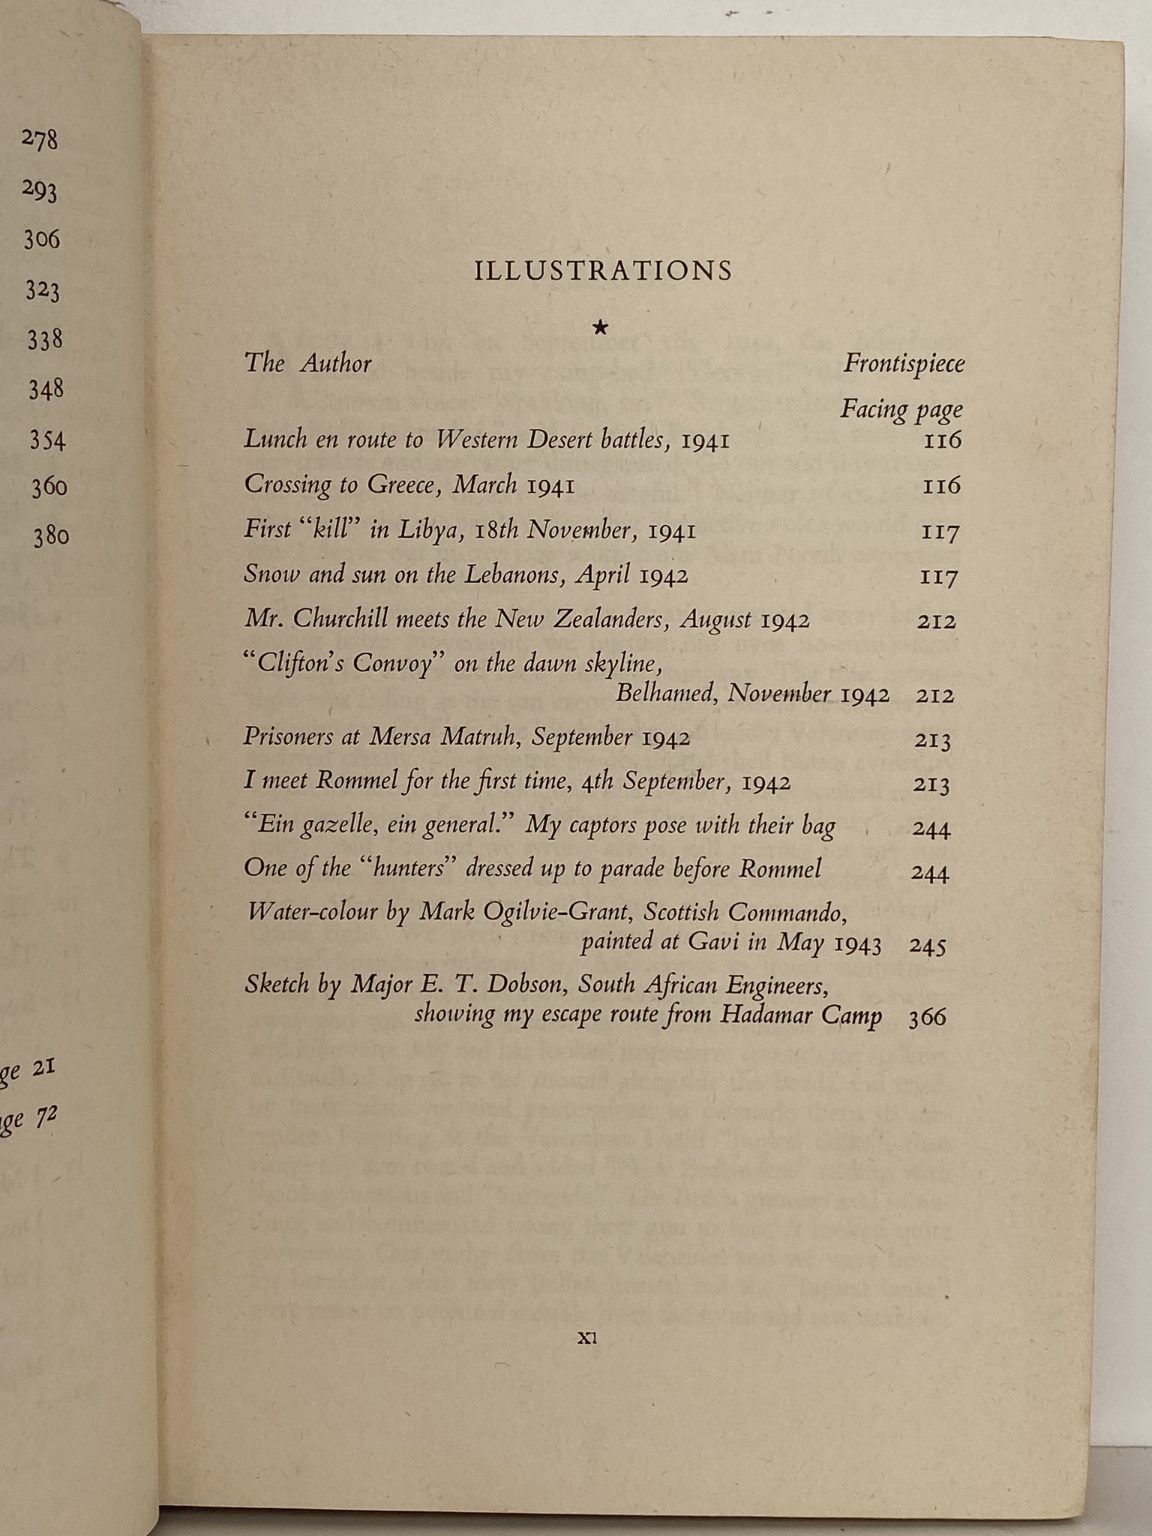 278
293
306
323
338
348
354
360
380
ge 21
age 72
ILLUSTRATIONS
★
The Author Frontispiece
Facing page
Lunch en route to Western Desert battles, 1941 116
Crossing to Greece, March 1941 116
First “kill” in Libya, 18th November, 1941 117
Snow and sun on the Lebanons, April 1942 117
Mr. Churchill meets the New Zealanders, August 1942 212
“Clifton’s Convoy” on the dawn skyline,
Belhamed, November 1942 212
Prisoners at Mersa Matruh, September 1942 213
I meet Rommel for the first time, 4th September, 1942 213
“Ein gazelle, ein general.” My captors pose with their bag 244
One of the “hunters” dressed up to parade before Rommel 244
Water-colour by Mark Ogilvie-Grant, Scottish Commando,
painted at Gavi in May 1943 245
Sketch by Major E. T. Dobson, South African Engineers,
showing my escape route from Hadamar Camp 366
xi